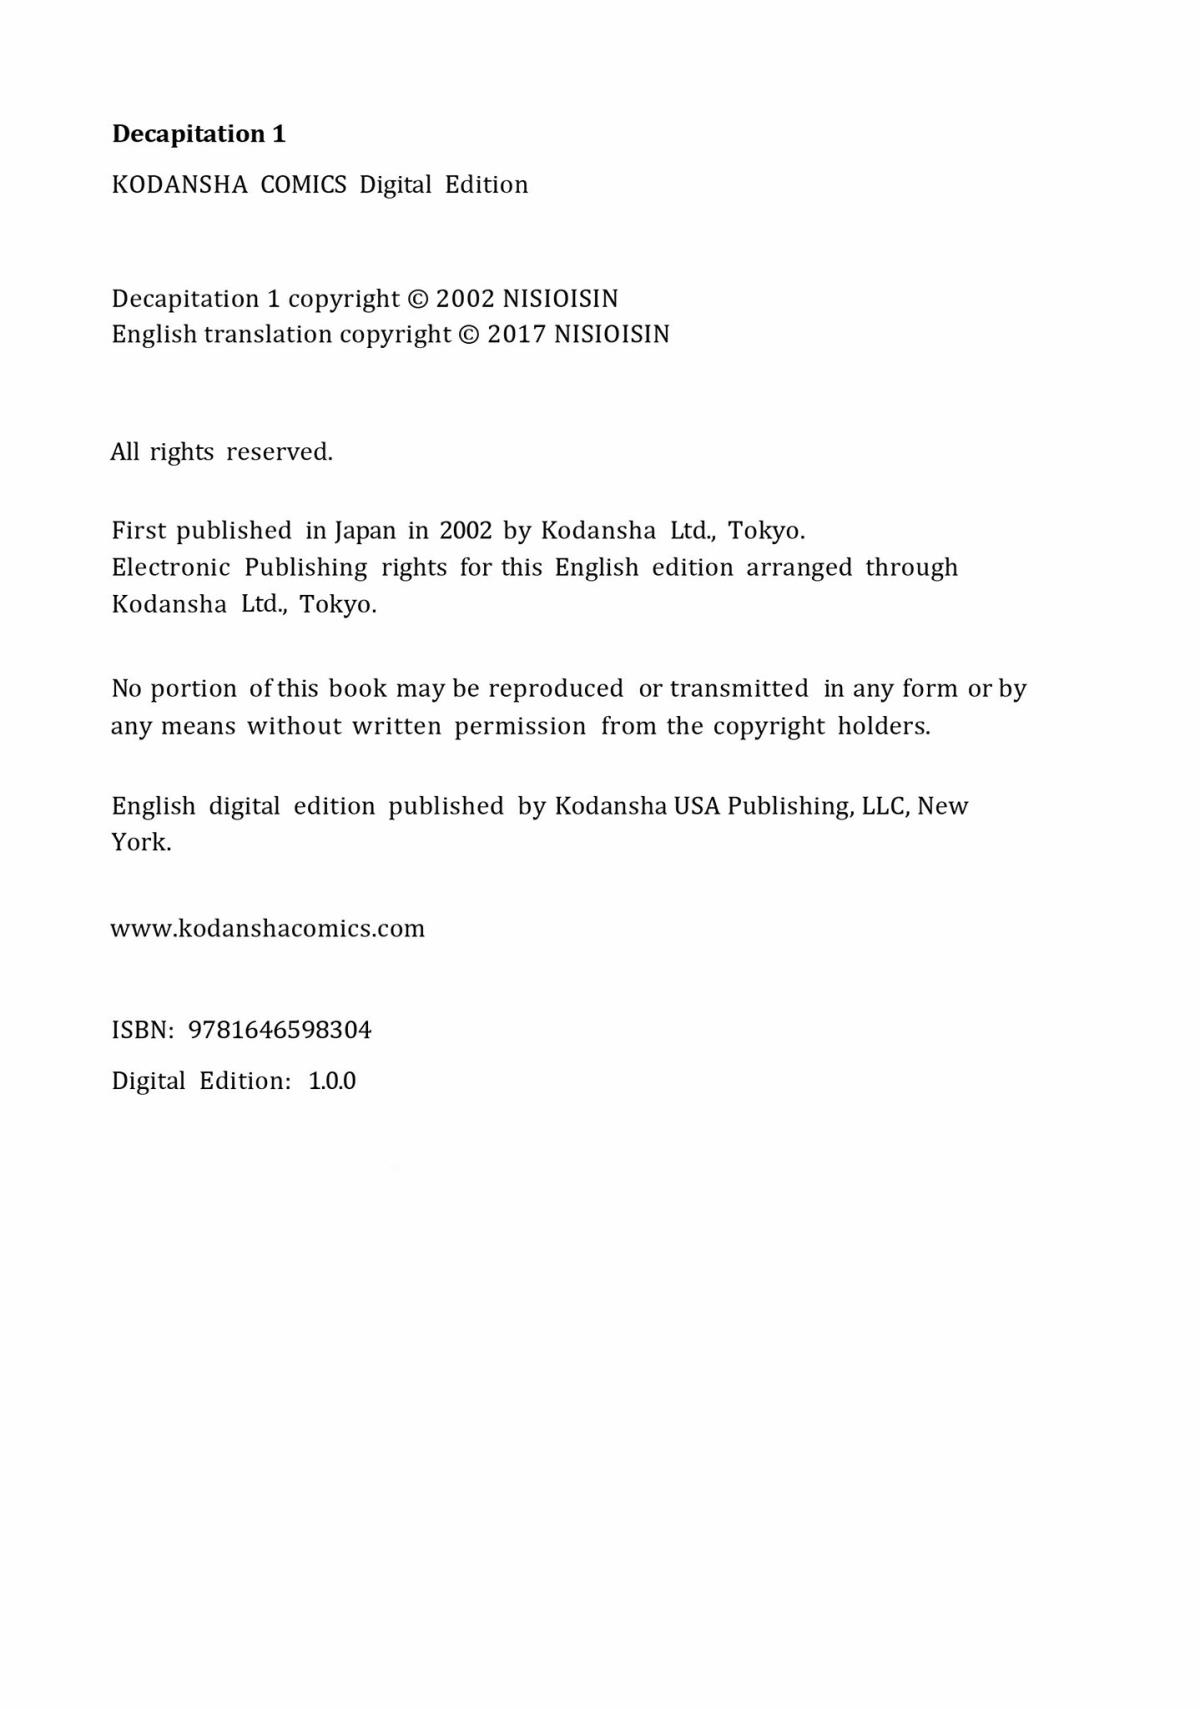 Decapitation 1
KODANSHA COMICS Digital Edition
Decapitation 1 copyright © 2002 NISIOISIN
English translation copyright © 2017 NISIOISIN
All rights reserved.
First published in Japan in 2002 by Kodansha Ltd., Tokyo.
Electronic Publishing rights for this English edition arranged through
Kodansha Ltd., Tokyo.
No portion of this book may be reproduced or transmitted in any form or by
any means without written permission from the copyright holders.
English digital edition published by Kodansha USA Publishing, LLC, New
York.
www.kodanshacomics.com
ISBN: 9781646598304
Digital Edition: 1.0.0